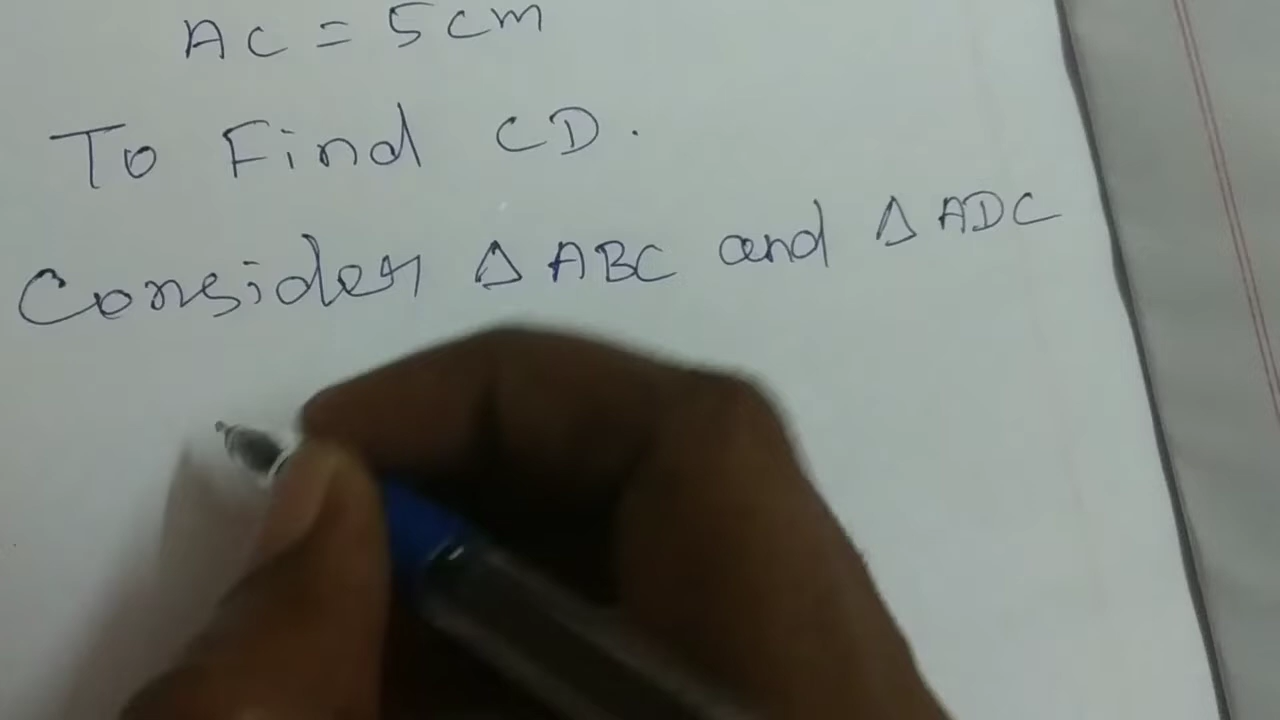 AC = 5cm
To Find CD.
Consider Δ ABC and Δ ADC